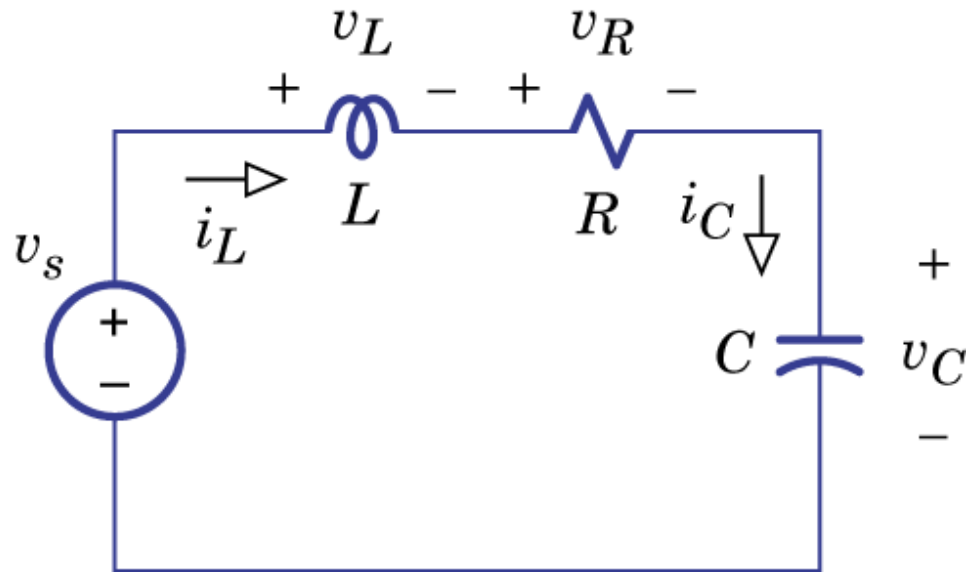 v_L v_R
+ − + −
i_L L R i_C
v_s
+ −
C
+ v_C −